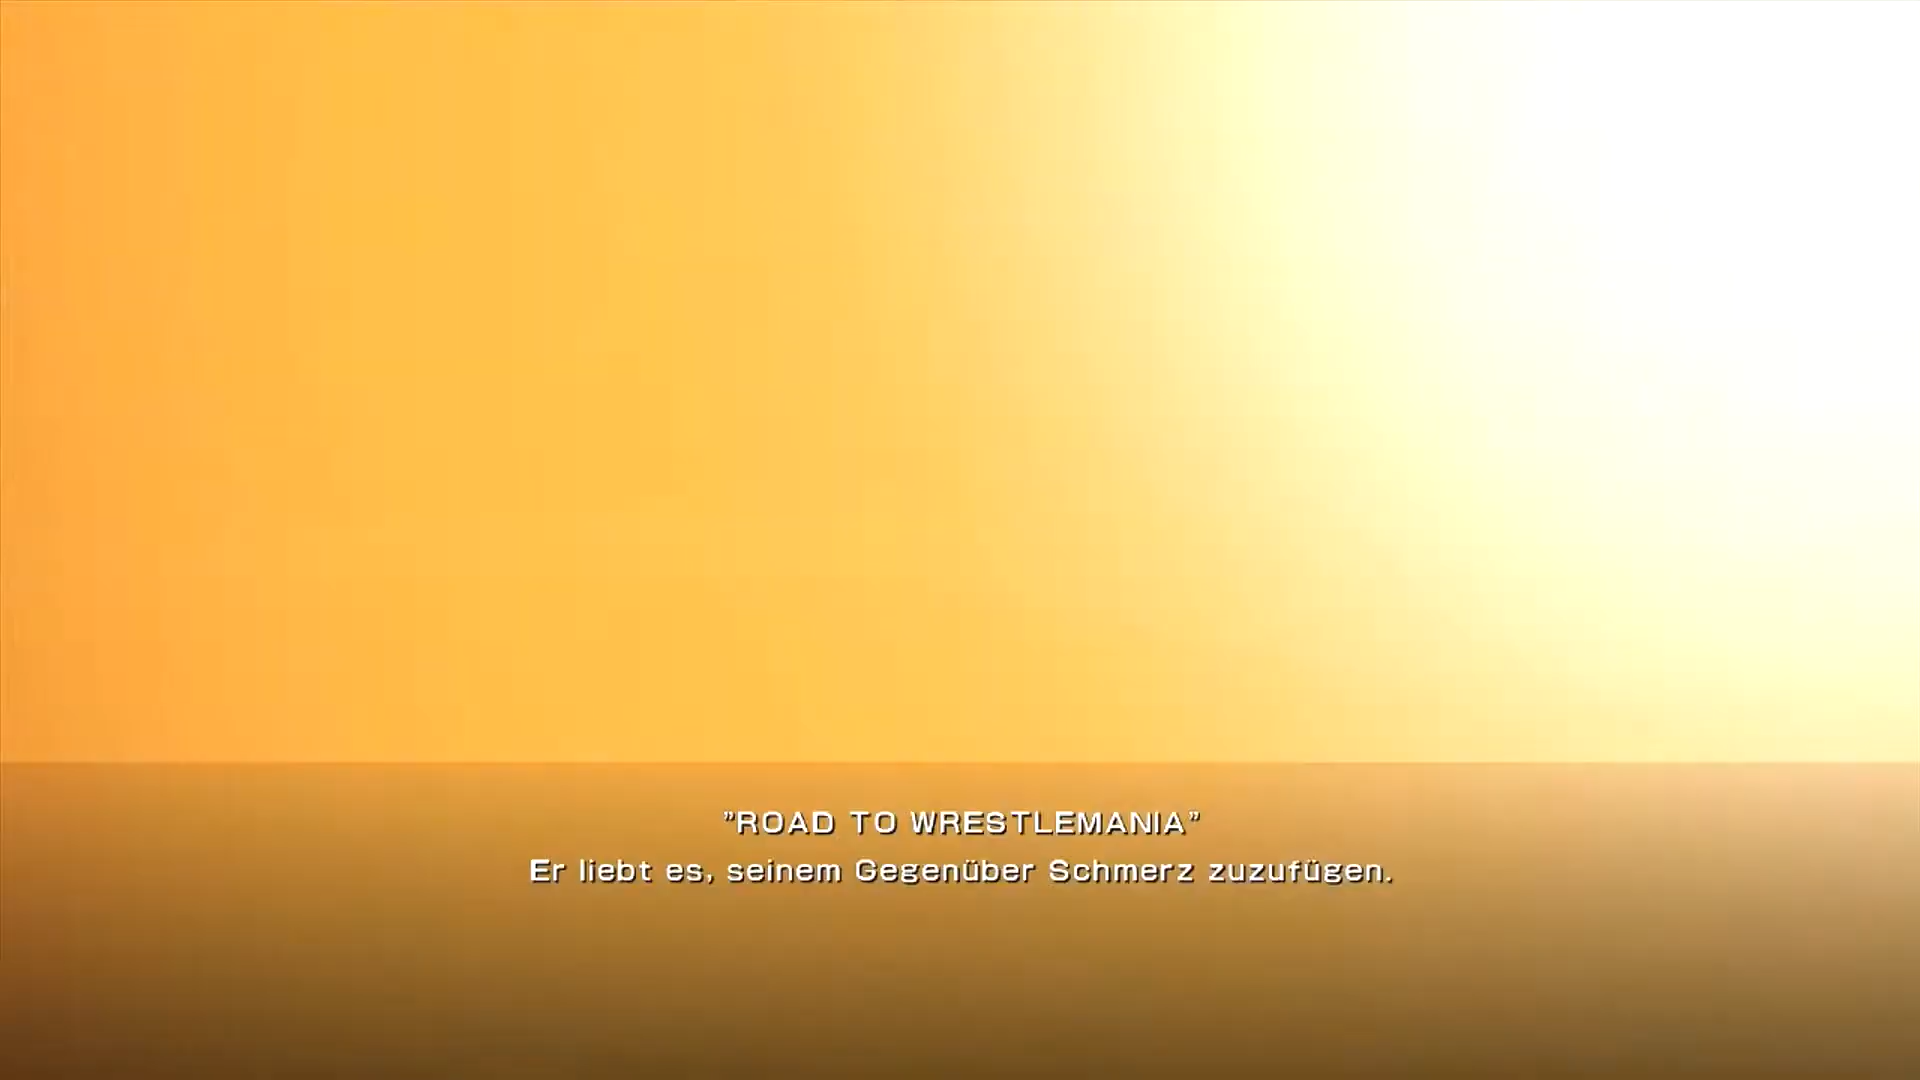 "ROAD TO WRESTLEMANIA"
Er liebt es, seinem Gegenüber Schmerz zuzufügen.